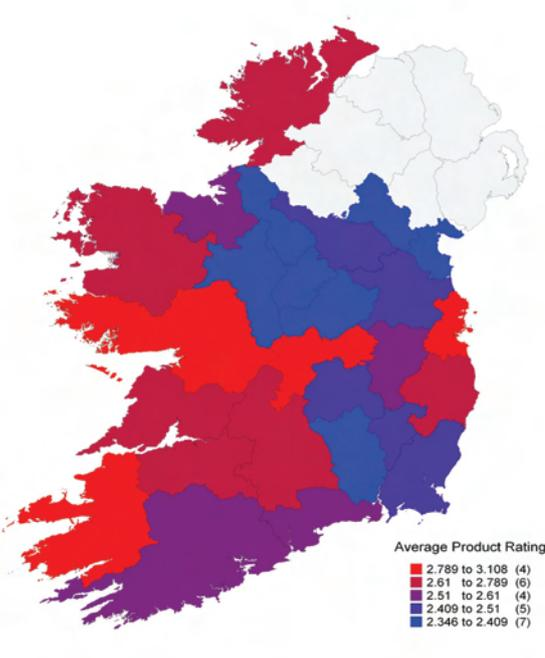 Average Product Rating
2.789 to 3.108 (4)
2.61 to 2.789 (6)
2.51 to 2.61 (4)
2.409 to 2.51 (5)
2.346 to 2.409 (7)